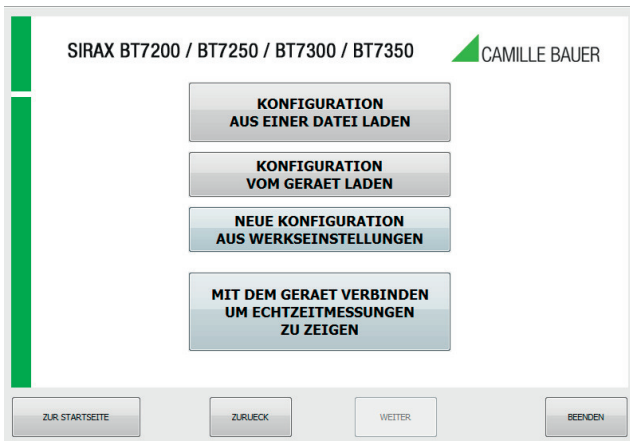 SIRAX BT7200 / BT7250 / BT7300 / BT7350
CAMILLE BAUER
KONFIGURATION
AUS EINER DATEI LADEN
KONFIGURATION
VOM GERAET LADEN
NEUE KONFIGURATION
AUS WERKSEINSTELLUNGEN
MIT DEM GERAET VERBINDEN
UM ECHTZEITMESSUNGEN
ZU ZEIGEN
ZUR STARTSEITE
ZURUECK
WEITER
BEENDEN